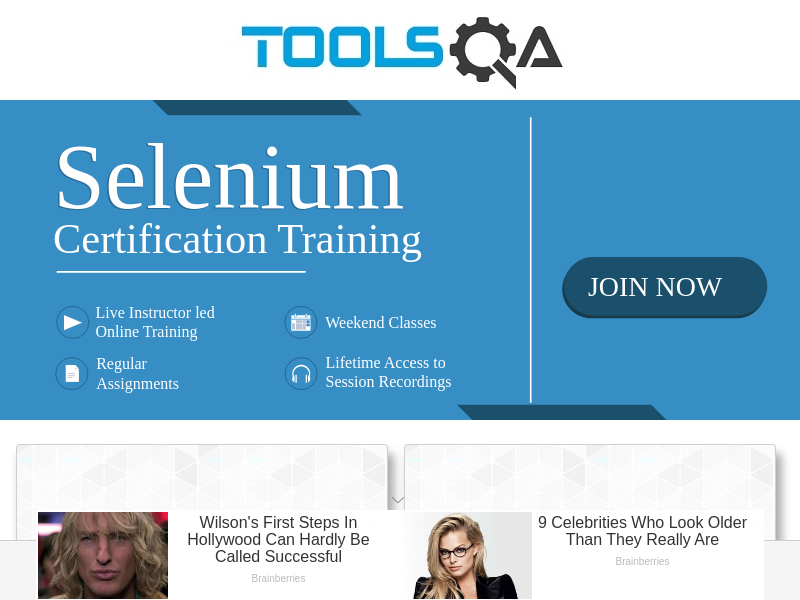 TOOLSQA
Selenium
Certification Training
JOIN NOW
Live Instructor led
Online Training
Weekend Classes
Regular
Assignments
Lifetime Access to
Session Recordings
Wilson's First Steps In
Hollywood Can Hardly Be
Called Successful
Brainberries
9 Celebrities Who Look Older
Than They Really Are
Brainberries